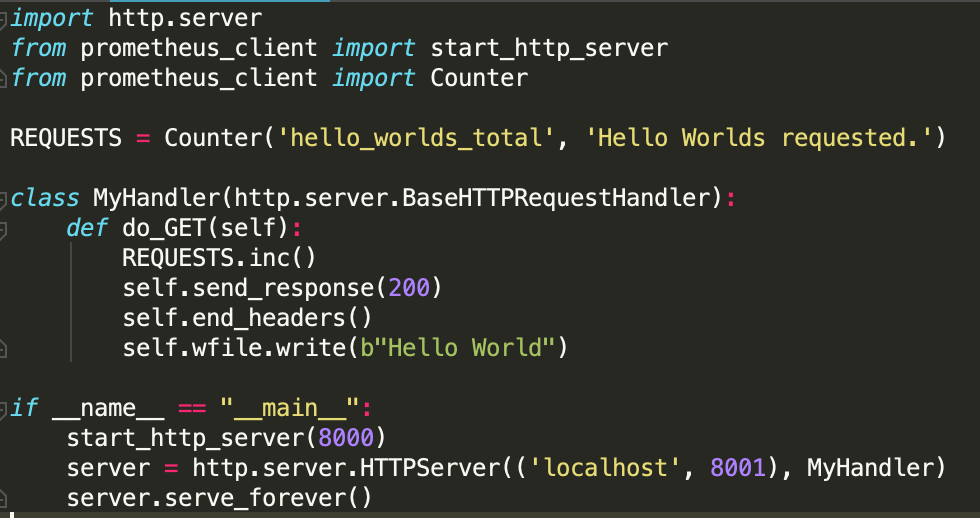 import http.server
from prometheus_client import start_http_server
from prometheus_client import Counter

REQUESTS = Counter('hello_worlds_total', 'Hello Worlds requested.')

class MyHandler(http.server.BaseHTTPRequestHandler):
    def do_GET(self):
        REQUESTS.inc()
        self.send_response(200)
        self.end_headers()
        self.wfile.write(b"Hello World")

if __name__ == "__main__":
    start_http_server(8000)
    server = http.server.HTTPServer(('localhost', 8001), MyHandler)
    server.serve_forever()